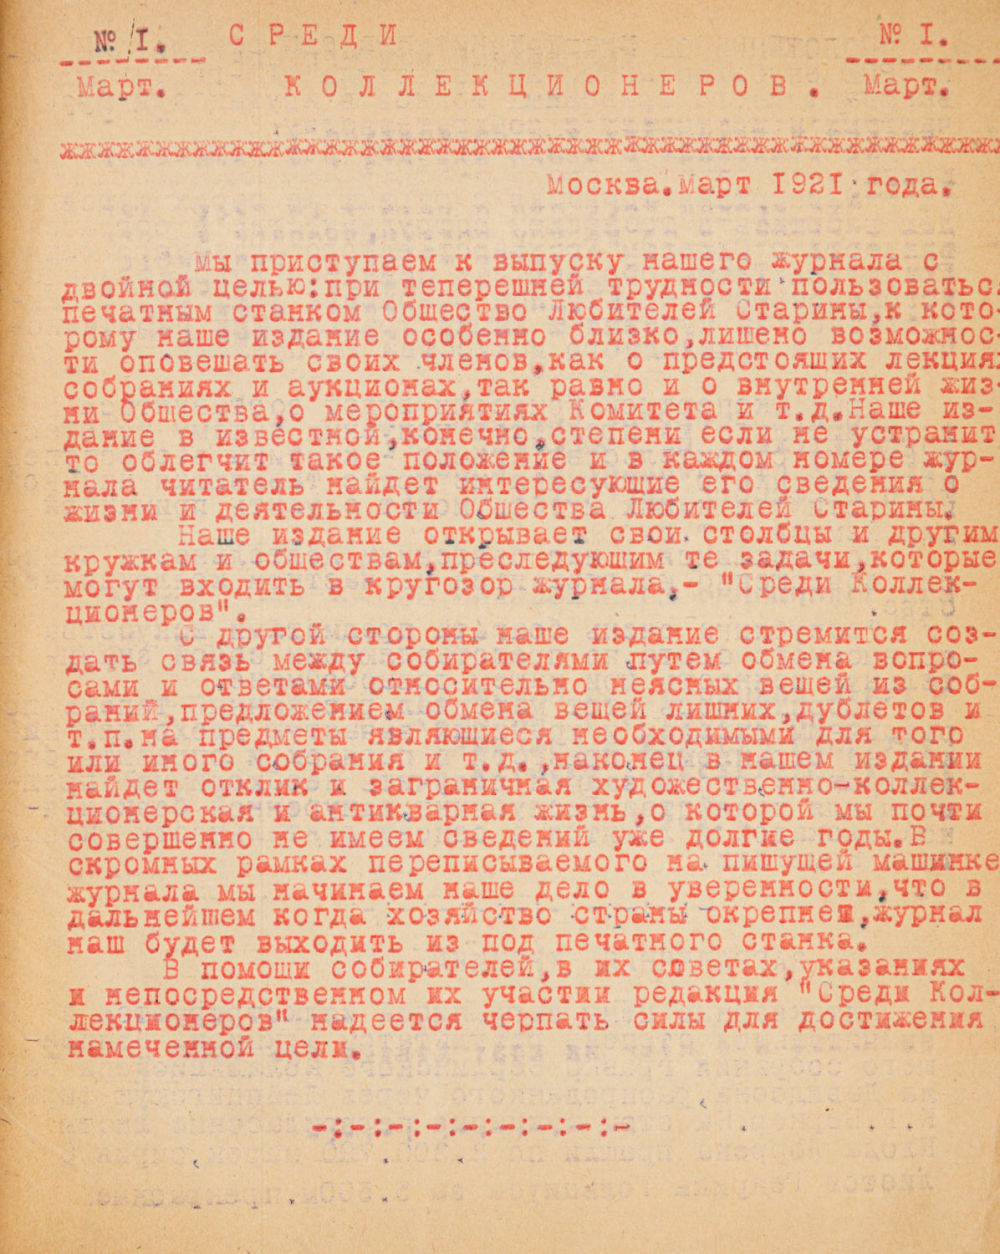 № I. СРЕДИ № I.
Март. КОЛЛЕКЦИОНЕРОВ. Март.
жжжжжжжжжжжжжжжжжжжжжжжжжжжжжжжжжжжжжжжжжжжжжжжжжжж
Москва.Март 1921 года.
Мы приступаем к выпуску нашего журнала с
двойной целью:при теперешней трудности пользоватьс
печатным станком Общество Любителей Старины,к кото-
рому наше издание особенно близко,лишено возможнос-
ти оповещать своих членов,как о предстоящих лекциях
собраниях и аукционах,так равно и о внутренней жиз-
ни Общества,о мероприятиях Комитета и т.д.Наше из-
дание в известной,конечно,степени если не устранит
то облегчит такое положение и в каждом номере жур-
нала читатель найдет интересующие его сведения о
жизни и деятельности Общества Любителей Старины.
Наше издание открывает свои столбцы и другим
кружкам и обществам,преследующим те задачи,которые
могут входить в кругозор журнала,- "Среди Коллек-
ционеров".
С другой стороны наше издание стремится соз-
дать связь между собирателями путем обмена вопро-
сами и ответами относительно неясных вещей из соб-
раний,предложением обмена вещей лишних,дублетов и
т.п.на предметы являющиеся необходимыми для того
или иного собрания и т.д.,наконец в нашем издании
найдет отклик и заграничная художественно-коллек-
ционерская и антикварная жизнь,о которой мы почти
совершенно не имеем сведений уже долгие годы.В
скромных рамках переписываемого на пишущей машинке
журнала мы начинаем наше дело в уверенности,что в
дальнейшем когда хозяйство страны окрепнет,журнал
наш будет выходить из под печатного станка.
В помощи собирателей,в их советах,указаниях
и непосредственном их участии редакция "Среди Кол-
лекционеров" надеется черпать силы для достижения
намеченной цели.
-:-:-:-:-:-:-:-:-